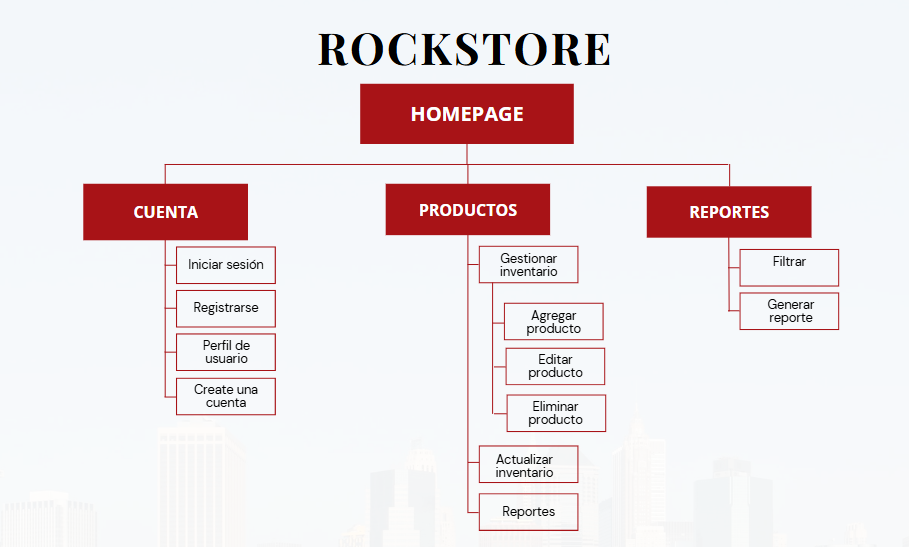 ROCKSTORE
HOMEPAGE
CUENTA
Iniciar sesión
Registrarse
Perfil de
usuario
Create una
cuenta
PRODUCTOS
Gestionar
inventario
Agregar
producto
Editar
producto
Eliminar
producto
Actualizar
inventario
Reportes
REPORTES
Filtrar
Generar
reporte